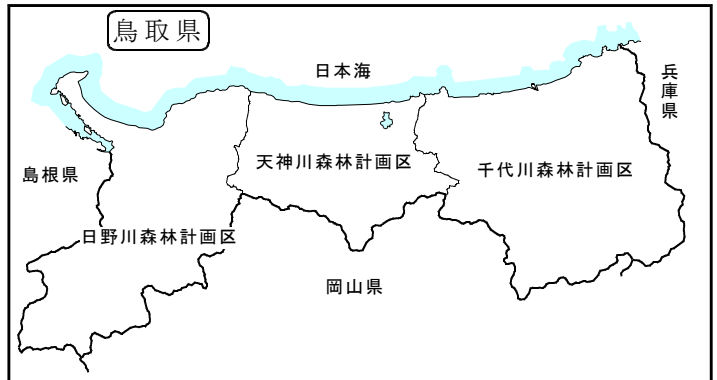 鳥取県
日本海
兵庫県
島根県
天神川森林計画区
千代川森林計画区
日野川森林計画区
岡山県